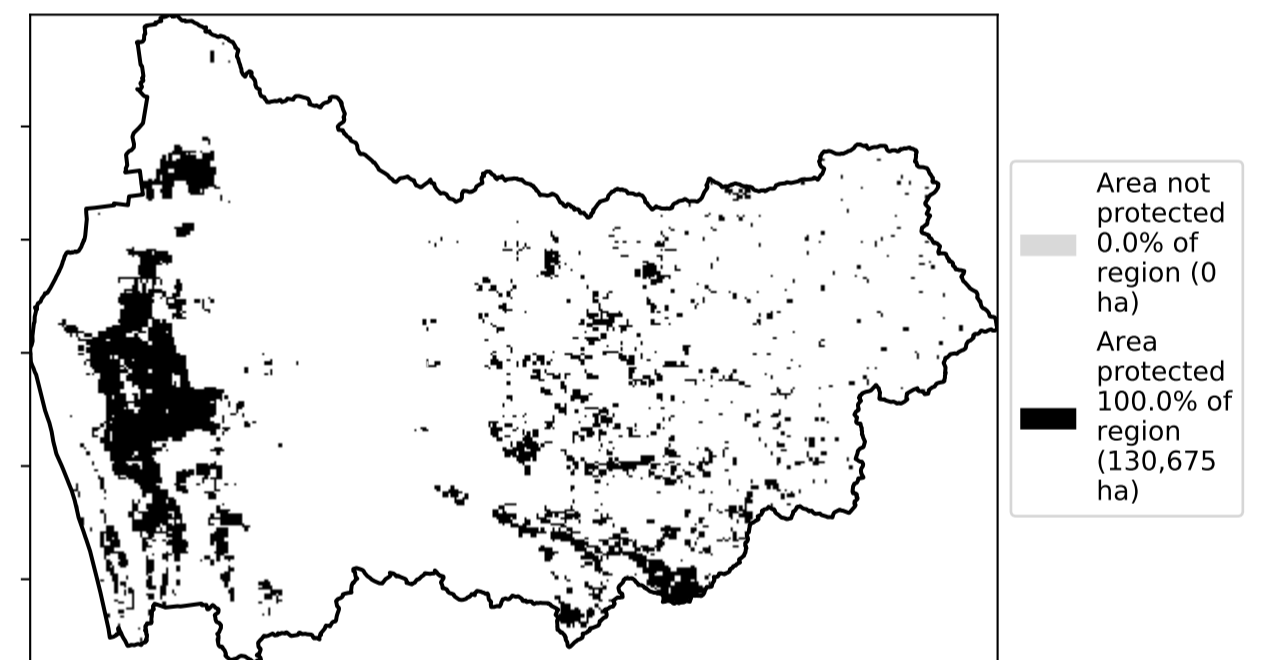 Area not
protected
0.0% of
region (0
ha)
Area
protected
100.0% of
region
(130,675
ha)